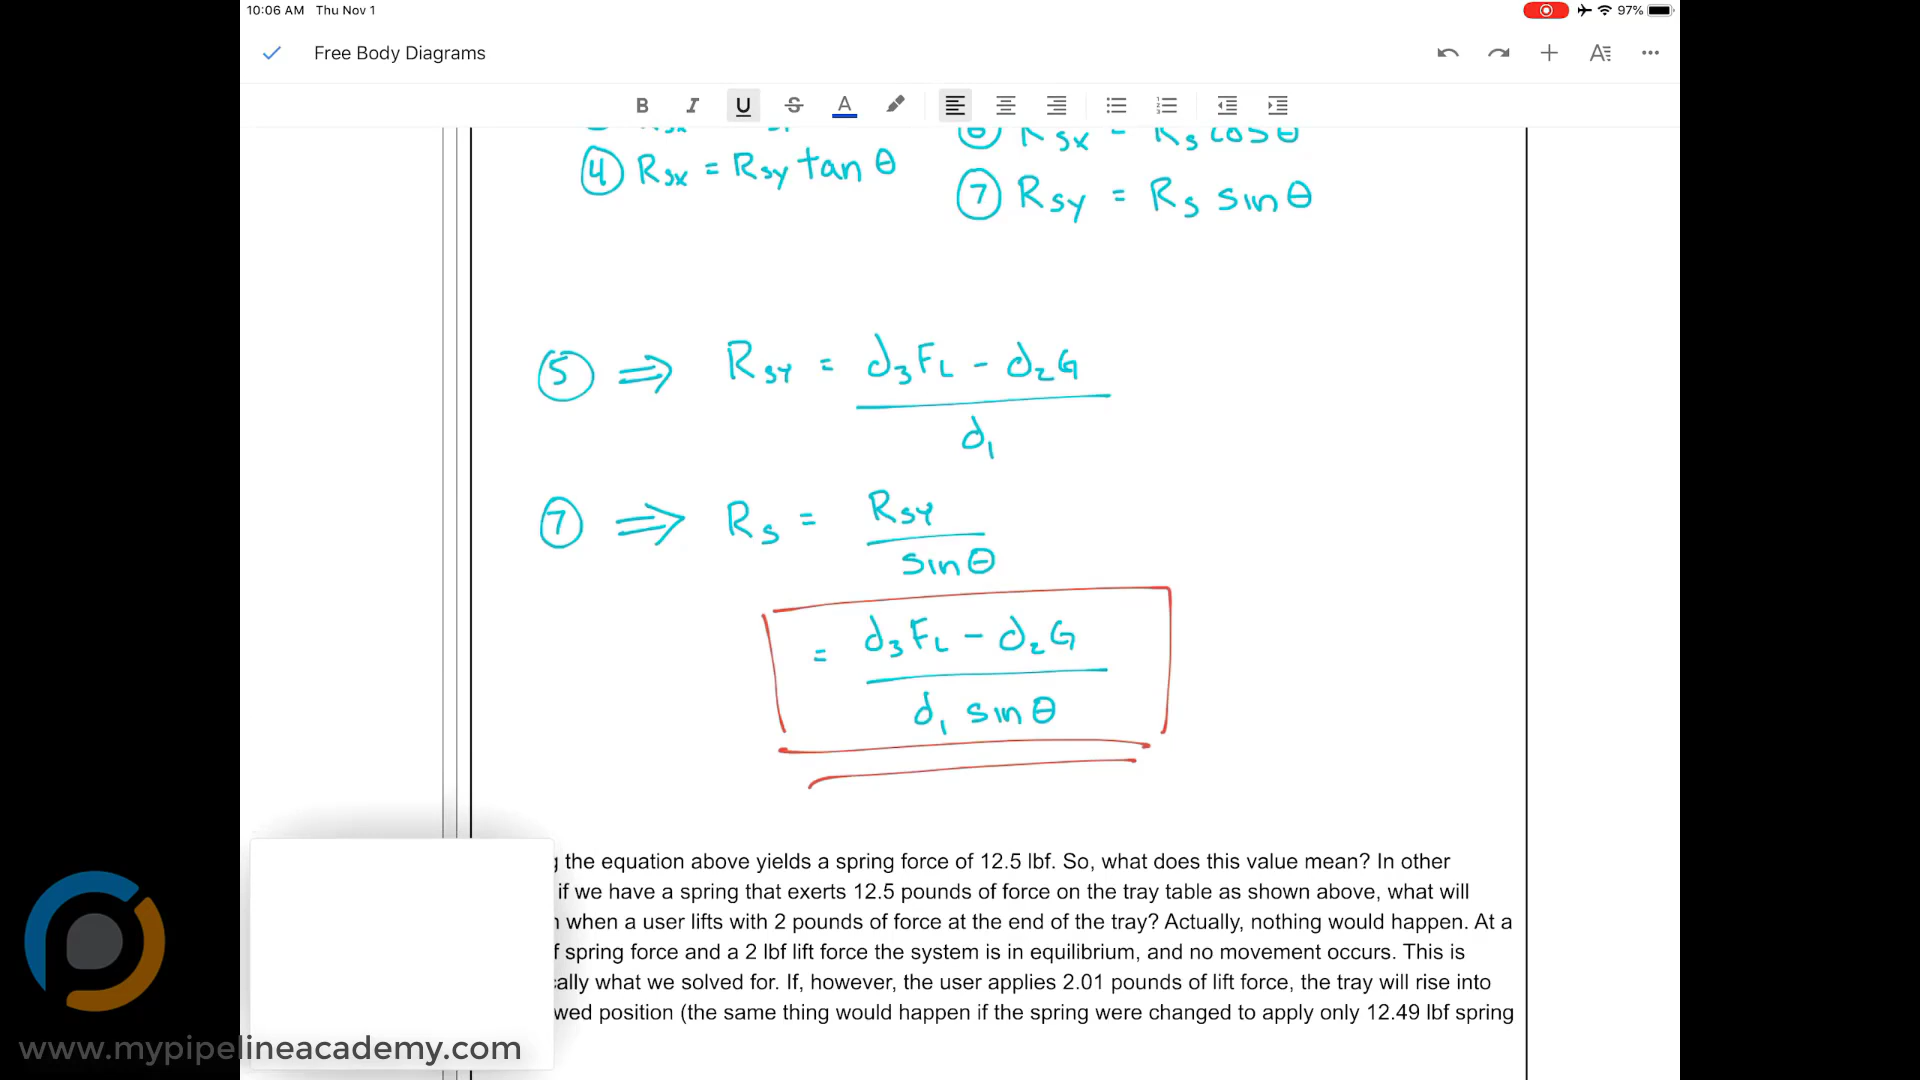 10:06 AM Thu Nov 1
97%
Free Body Diagrams
B I U S A
④ Rsx = Rsy tan θ
⑥ Rsx = Rs cos θ
⑦ Rsy = Rs sin θ
⑤ ⇒ Rsy = d₃FL - d₂G
d₁
⑦ ⇒ Rs = Rsy
sin θ
= d₃FL - d₂G
d₁ sin θ
the equation above yields a spring force of 12.5 lbf. So, what does this value mean? In other
if we have a spring that exerts 12.5 pounds of force on the tray table as shown above, what will
when a user lifts with 2 pounds of force at the end of the tray? Actually, nothing would happen. At a
spring force and a 2 lbf lift force the system is in equilibrium, and no movement occurs. This is
cally what we solved for. If, however, the user applies 2.01 pounds of lift force, the tray will rise into
wed position (the same thing would happen if the spring were changed to apply only 12.49 lbf spring
www.mypipelineacademy.com